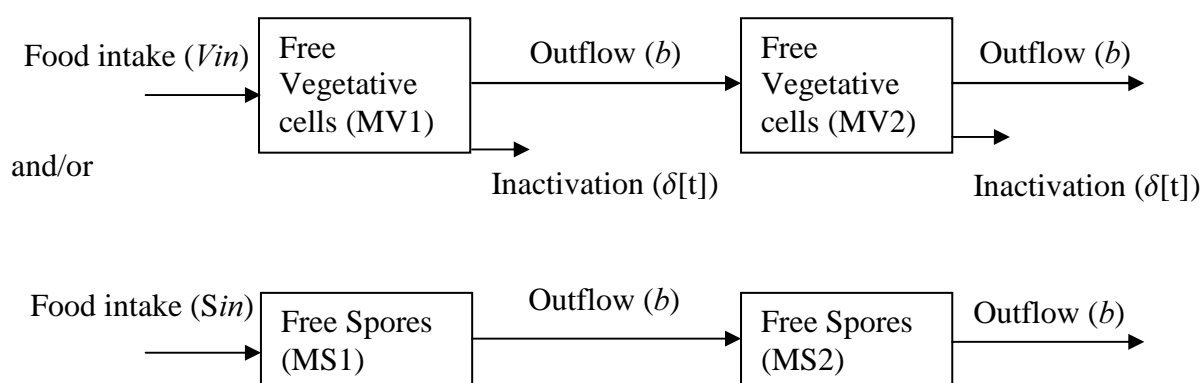 Food intake (Vin)
Free
Vegetative
cells (MV1)
Outflow (b)
Free
Vegetative
cells (MV2)
Outflow (b)
and/or
Inactivation (δ[t])
Inactivation (δ[t])
Food intake (Sin)
Free Spores
(MS1)
Outflow (b)
Free Spores
(MS2)
Outflow (b)